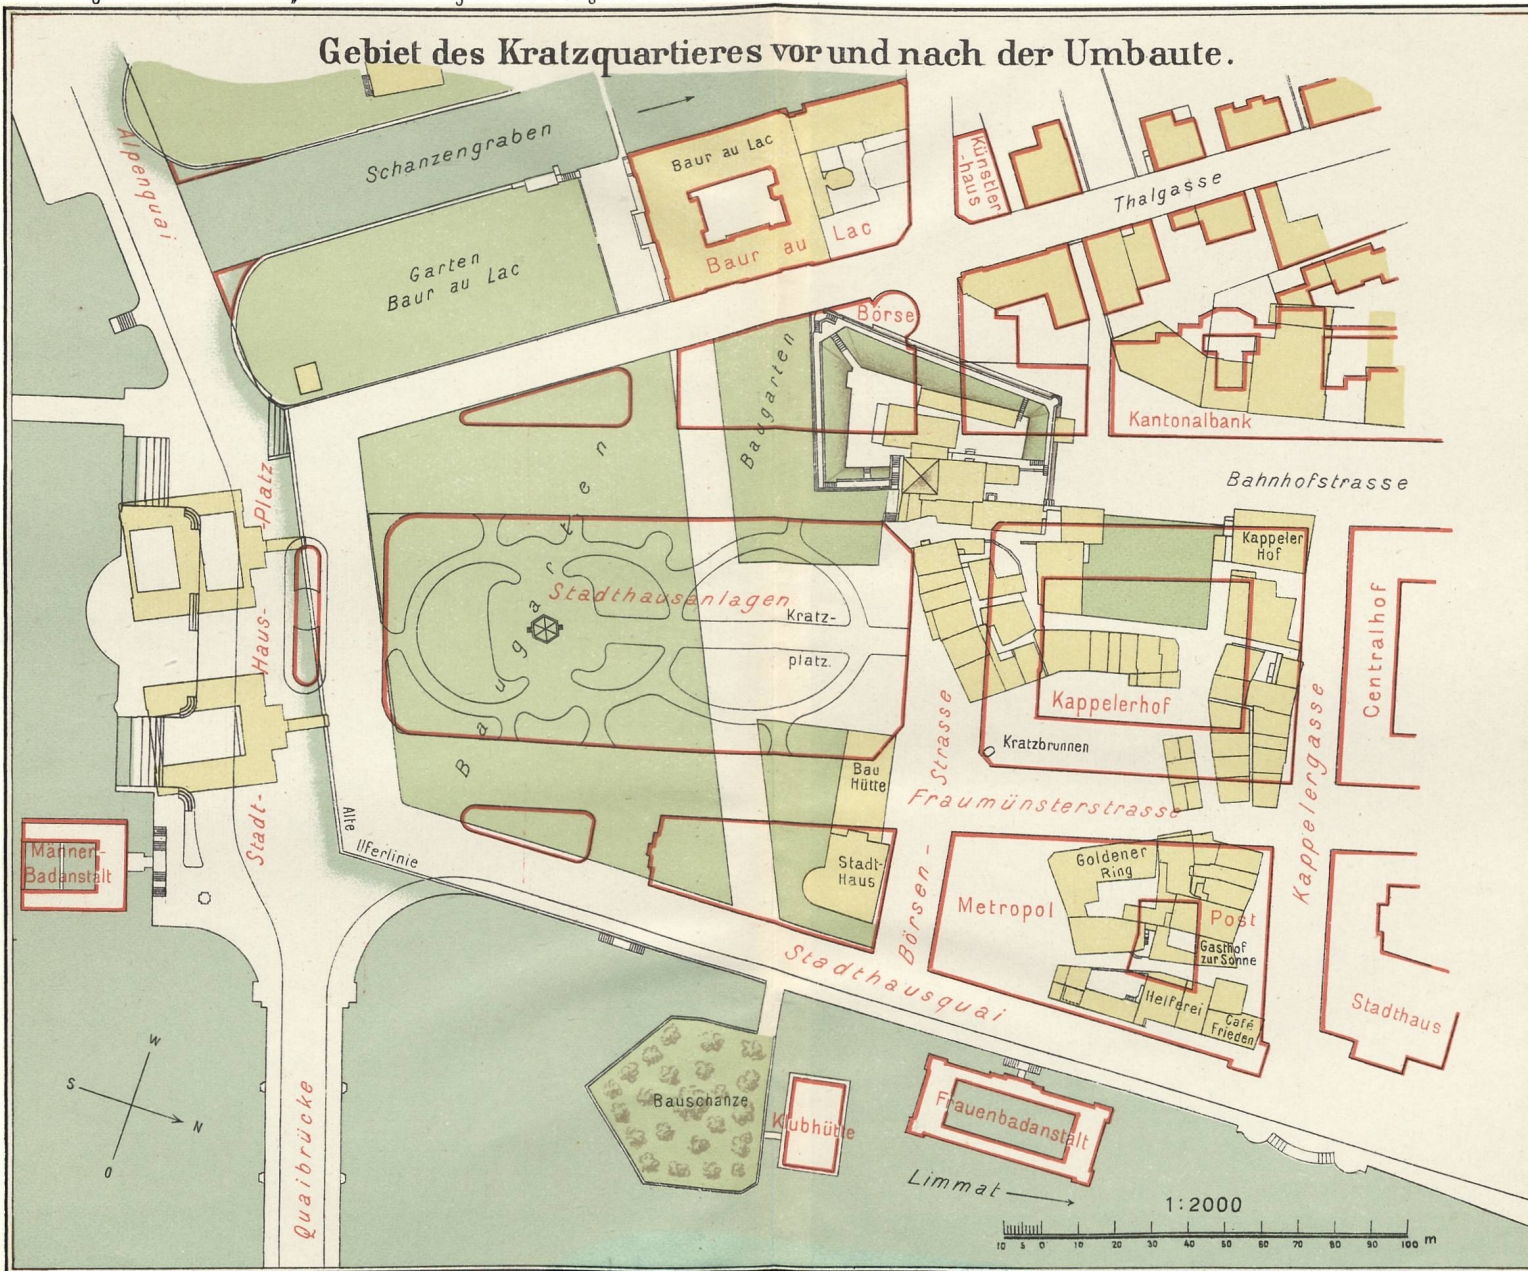 Gebiet des Kratzquartieres vor und nach der Umbaute.
Alpenquai
Schanzengraben
Baur au Lac
Baur au Lac
Künstler-
-haus
Thalgasse
Garten
Baur au Lac
Börse
Baugarten
Kantonalbank
Bahnhofstrasse
Stadt-
Haus-
-Platz
Baugarten
Stadthausanlagen
Kratz-
platz.
Kappeler
Hof
Kappelerhof
Kratzbrunnen
Centralhof
Kappelergasse
Bau
Hütte
Stadt-
Haus
Börsen-
Strasse
Fraumünsterstrasse
Alte
Uferlinie
Männer-
Badanstalt
Goldener
Ring
Metropol
Post
Gasthof
zur Sonne
Helferei
Café
Frieden
Stadthaus
Stadthausquai
W
S
N
O
Quaibrücke
Bauschanze
Klubhütte
Frauenbadanstalt
Limmat
1:2000
10 5 0 10 20 30 40 50 60 70 80 90 100 m